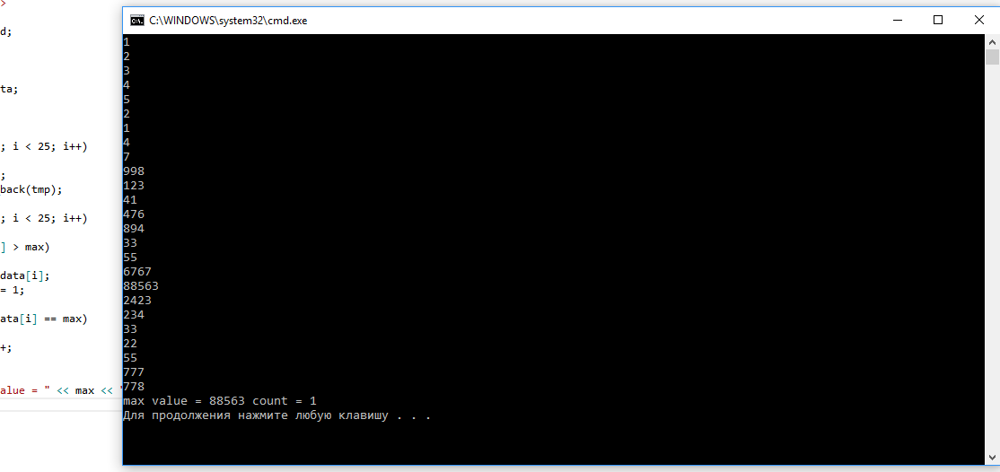 >
d;
ta;
; i < 25; i++)
;
back(tmp);
; i < 25; i++)
] > max)
data[i];
= 1;
ata[i] == max)
+;
alue = " << max << "
C:\WINDOWS\system32\cmd.exe
1
2
3
4
5
2
1
4
7
998
123
41
476
894
33
55
6767
88563
2423
234
33
22
55
777
778
max value = 88563 count = 1
Для продолжения нажмите любую клавишу . . .